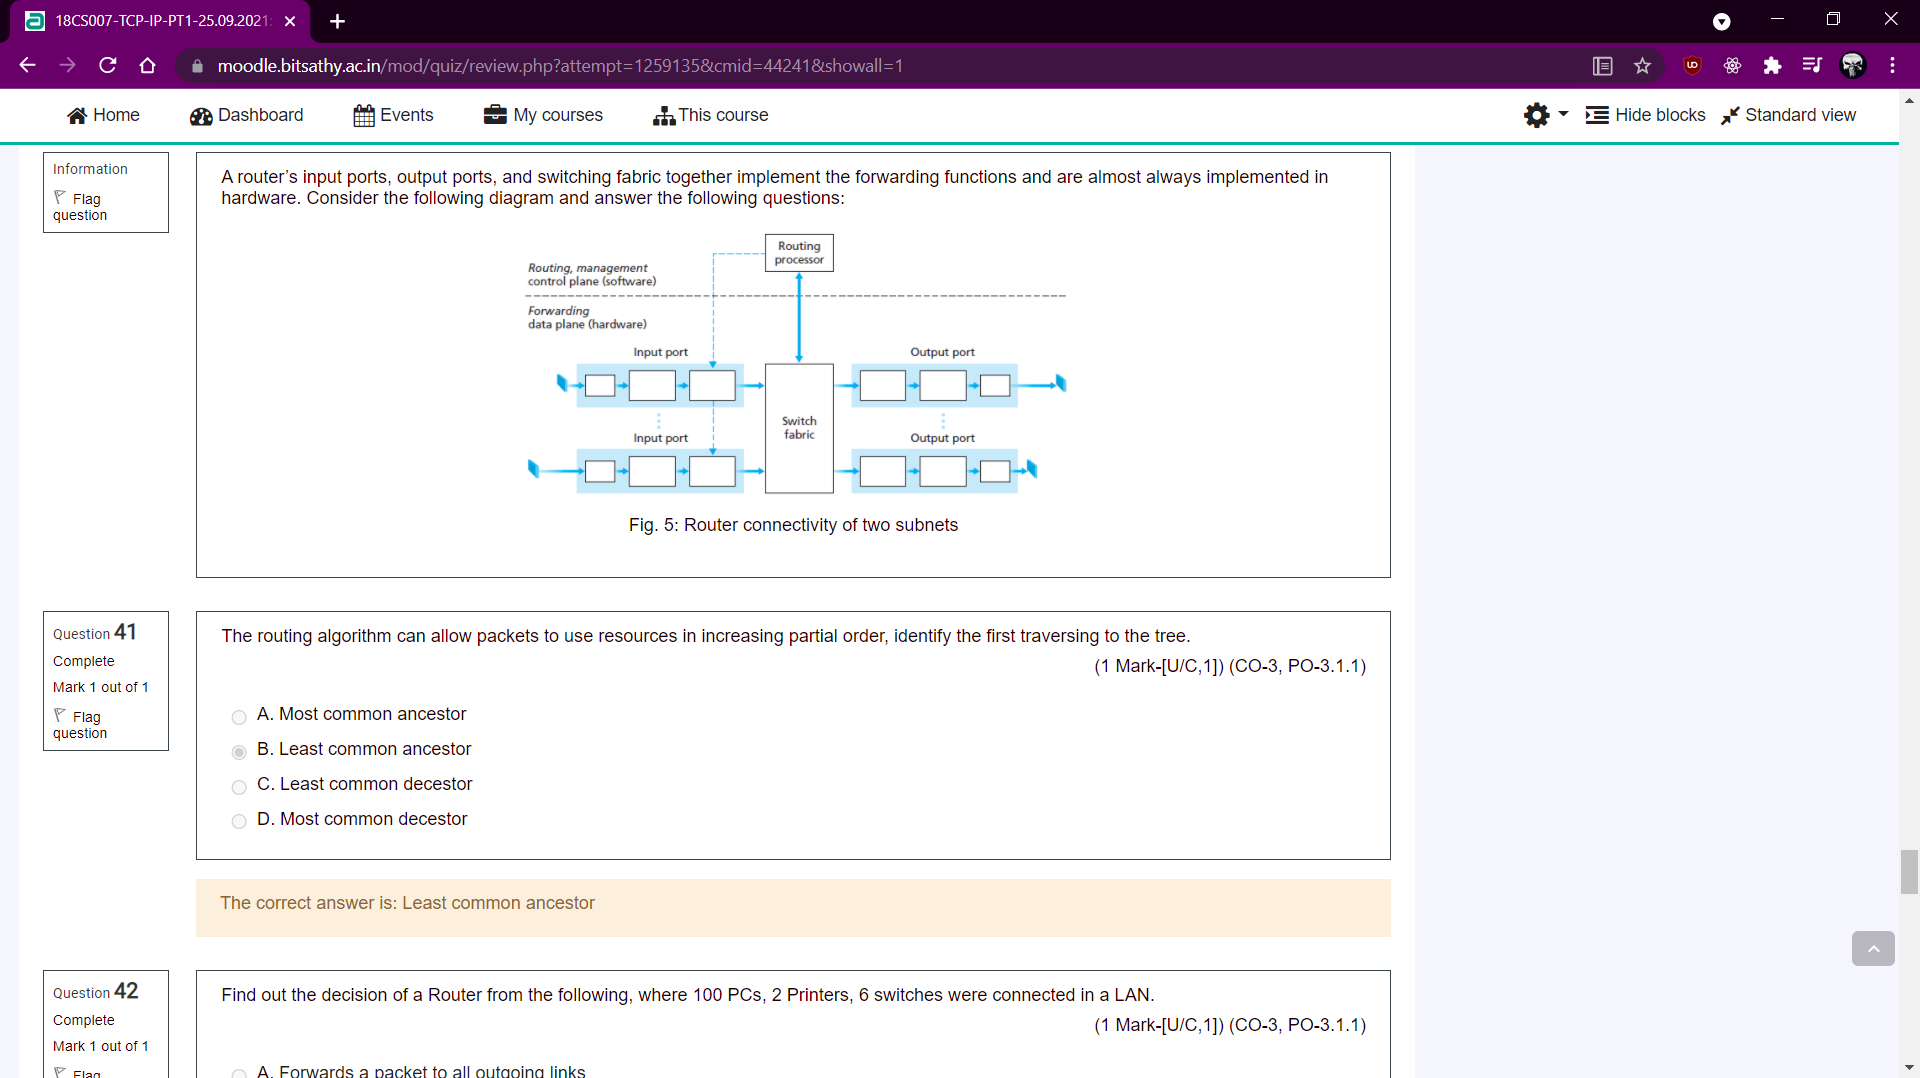 18CS007-TCP-IP-PT1-25.09.2021:
moodle.bitsathy.ac.in/mod/quiz/review.php?attempt=1259135&cmid=44241&showall=1
Home Dashboard Events My courses This course Hide blocks Standard view
Information
Flag
question
A router’s input ports, output ports, and switching fabric together implement the forwarding functions and are almost always implemented in
hardware. Consider the following diagram and answer the following questions:
Routing
processor
Routing, management
control plane (software)
Forwarding
data plane (hardware)
Input port
Output port
Switch
fabric
Input port
Output port
Fig. 5: Router connectivity of two subnets
Question 41
Complete
Mark 1 out of 1
Flag
question
The routing algorithm can allow packets to use resources in increasing partial order, identify the first traversing to the tree.
(1 Mark-[U/C,1]) (CO-3, PO-3.1.1)
A. Most common ancestor
B. Least common ancestor
C. Least common decestor
D. Most common decestor
The correct answer is: Least common ancestor
Question 42
Complete
Mark 1 out of 1
Flag
Find out the decision of a Router from the following, where 100 PCs, 2 Printers, 6 switches were connected in a LAN.
(1 Mark-[U/C,1]) (CO-3, PO-3.1.1)
A. Forwards a packet to all outgoing links